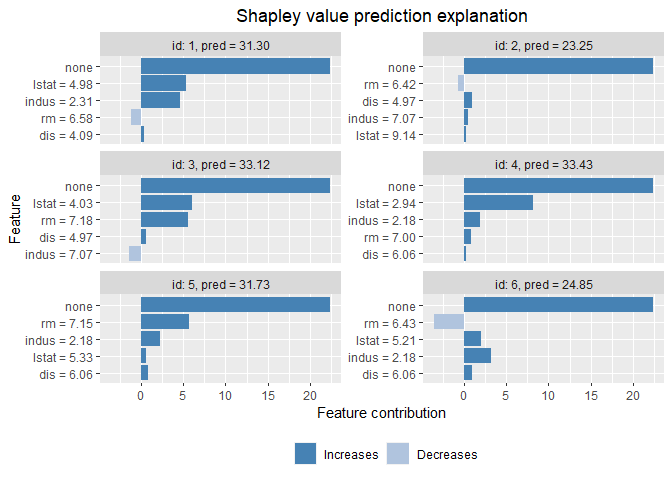 Shapley value prediction explanation
id: 1, pred = 31.30
none
lstat = 4.98
indus = 2.31
rm = 6.58
dis = 4.09
id: 2, pred = 23.25
none
rm = 6.42
dis = 4.97
indus = 7.07
lstat = 9.14
id: 3, pred = 33.12
none
lstat = 4.03
rm = 7.18
dis = 4.97
indus = 7.07
id: 4, pred = 33.43
none
lstat = 2.94
indus = 2.18
rm = 7.00
dis = 6.06
id: 5, pred = 31.73
none
rm = 7.15
indus = 2.18
lstat = 5.33
dis = 6.06
id: 6, pred = 24.85
none
rm = 6.43
lstat = 5.21
indus = 2.18
dis = 6.06
0 5 10 15 20
0 5 10 15 20
Feature
Feature contribution
Increases Decreases